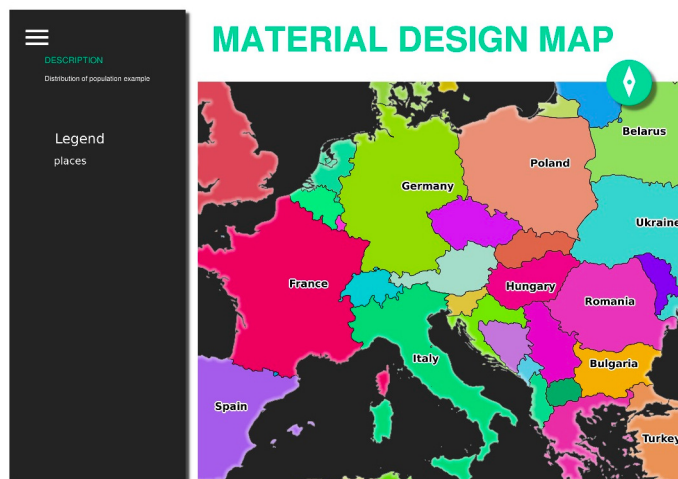 MATERIAL DESIGN MAP
DESCRIPTION
Distribution of population example
Legend
places
Belarus
Poland
Germany
Ukraine
France
Hungary
Romania
Italy
Bulgaria
Spain
Turkey